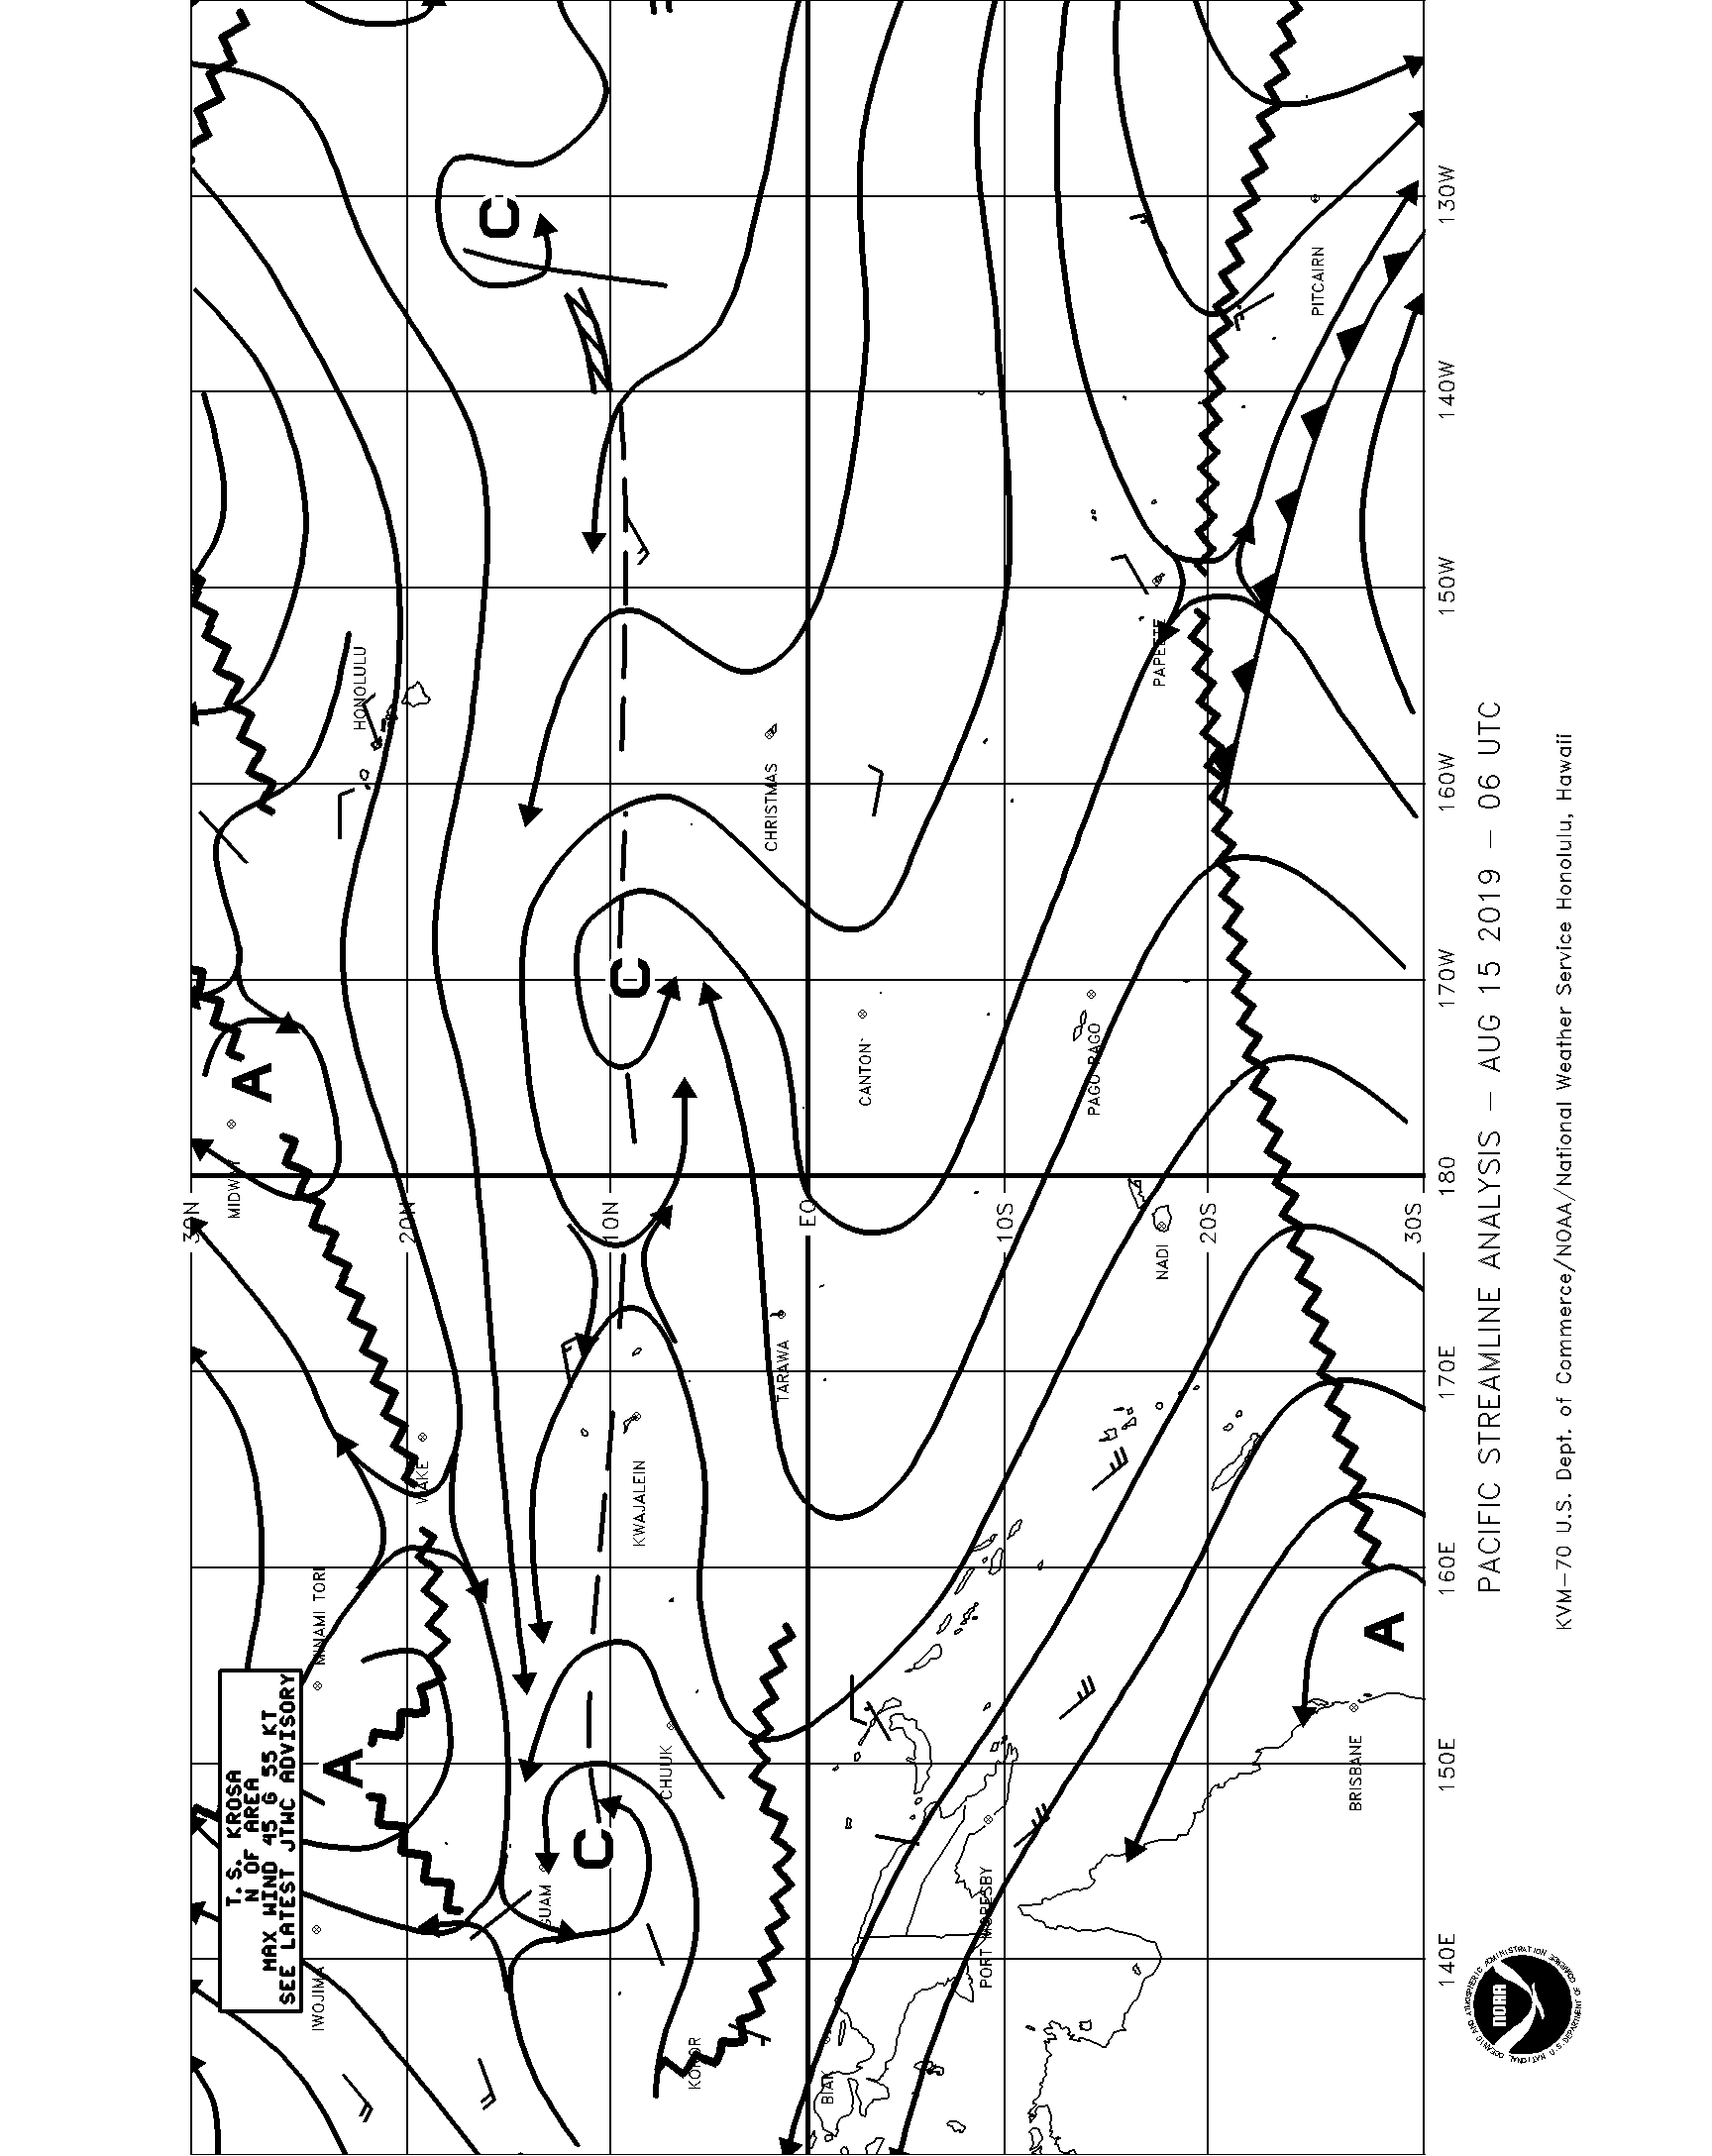 T.S. KROSA
N OF AREA
MAX WIND 45 G 55 KT
SEE LATEST JTWC ADVISORY
IWOJIMA
MINAMI TORI
MIDWAY
HONOLULU
GUAM
WAKE
KOROR
CHUUK
KWAJALEIN
TARAWA
CHRISTMAS
BIAK
CANTON
PORT MORESBY
PAGO PAGO
NADI
PAPEETE
BRISBANE
PITCAIRN
A
A
A
C
C
C
30N
20N
10N
EQ
10S
20S
30S
140E
150E
160E
170E
180
170W
160W
150W
140W
130W
PACIFIC STREAMLINE ANALYSIS - AUG 15 2019 - 06 UTC
KVM-70 U.S. Dept. of Commerce/NOAA/National Weather Service Honolulu, Hawaii
NOAA
NATIONAL OCEANIC AND ATMOSPHERIC ADMINISTRATION
U.S. DEPARTMENT OF COMMERCE